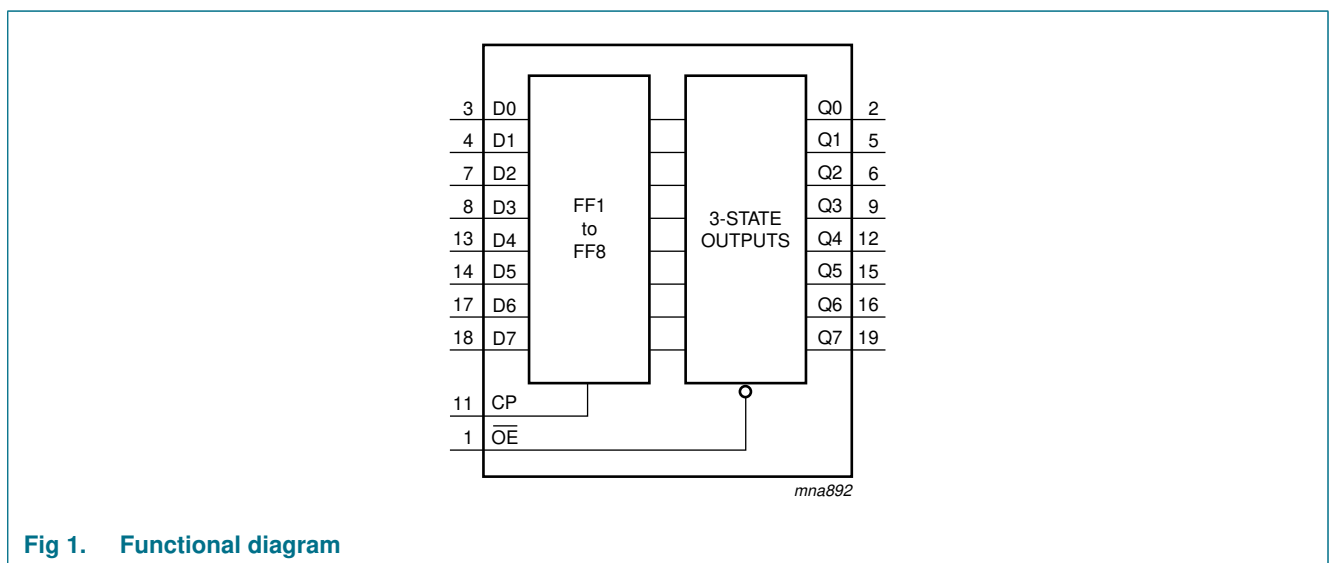 3 D0 Q0 2
4 D1 Q1 5
7 D2 Q2 6
8 D3 FF1 Q3 9
to 3-STATE
13 D4 FF8 OUTPUTS Q4 12
14 D5 Q5 15
17 D6 Q6 16
18 D7 Q7 19
11 CP
1 O̅E̅
mna892
Fig 1. Functional diagram